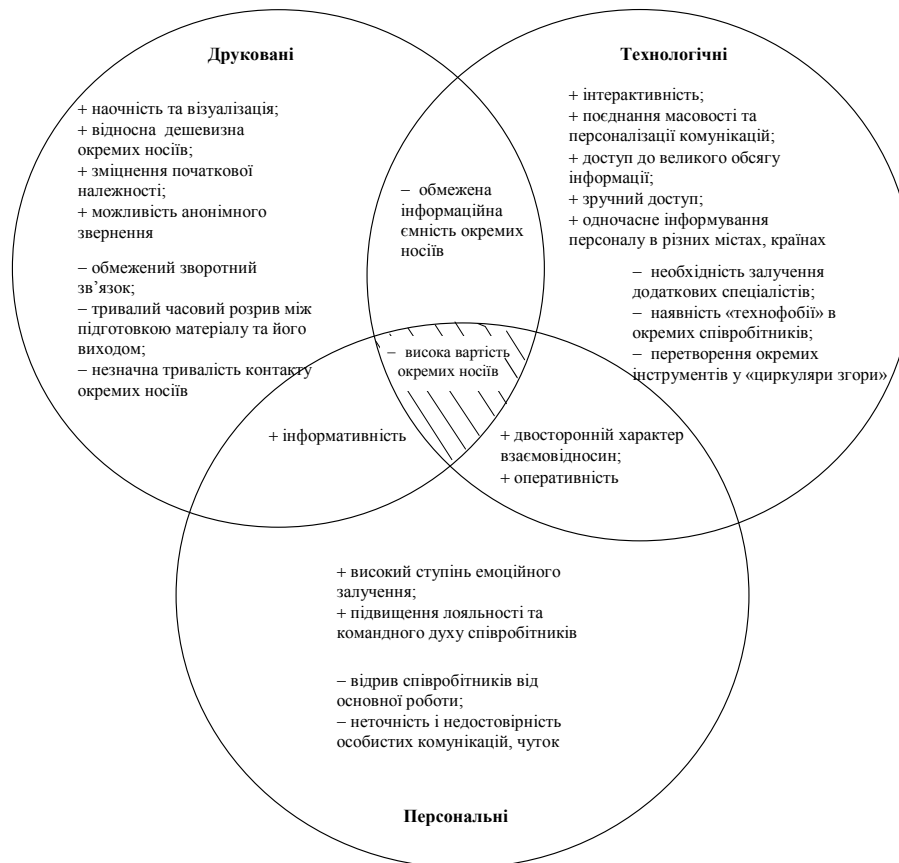 Друковані
+ наочність та візуалізація;
+ відносна дешевизна
окремих носіїв;
+ зміцнення початкової
належності;
+ можливість анонімного
звернення
– обмежений зворотний
зв’язок;
– тривалий часовий розрив між
підготовкою матеріалу та його
виходом;
– незначна тривалість контакту
окремих носіїв
– обмежена
інформаційна
ємність окремих
носіїв
Технологічні
+ інтерактивність;
+ поєднання масовості та
персоналізації комунікацій;
+ доступ до великого обсягу
інформації;
+ зручний доступ;
+ одночасне інформування
персоналу в різних містах, країнах
– необхідність залучення
додаткових спеціалістів;
– наявність «технофобії» в
окремих співробітників;
– перетворення окремих
інструментів у «циркуляри згори»
– висока вартість
окремих носіїв
+ інформативність
+ двосторонній характер
взаємовідносин;
+ оперативність
+ високий ступінь емоційного
залучення;
+ підвищення лояльності та
командного духу співробітників
– відрив співробітників від
основної роботи;
– неточність і недостовірність
особистих комунікацій, чуток
Персональні